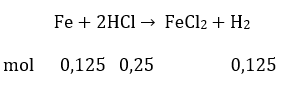 Fe + 2HCl → FeCl2 + H2
mol 0,125 0,25 0,125